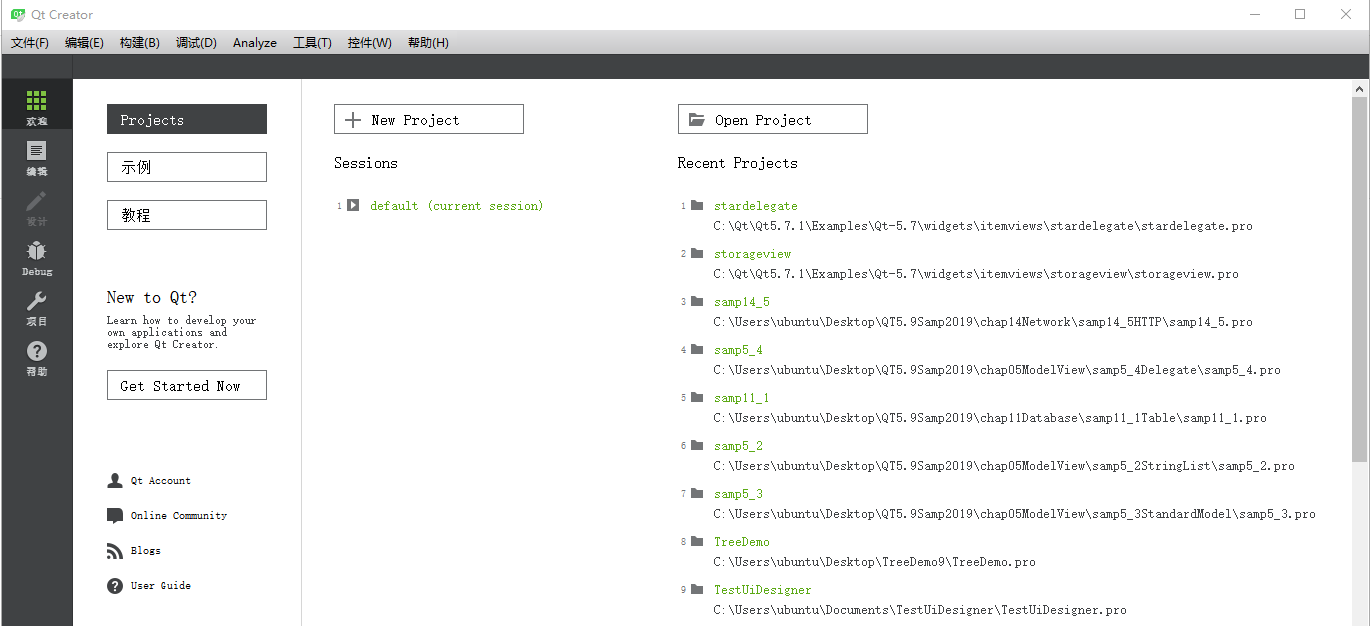 Qt Creator
文件(F) 编辑(E) 构建(B) 调试(D) Analyze 工具(T) 控件(W) 帮助(H)
欢迎
编辑
设计
Debug
项目
帮助
Projects
示例
教程
New to Qt?
Learn how to develop your
own applications and
explore Qt Creator.
Get Started Now
Qt Account
Online Community
Blogs
User Guide
New Project
Sessions
1 default (current session)
Open Project
Recent Projects
1 stardelegate
C:\Qt\Qt5.7.1\Examples\Qt-5.7\widgets\itemviews\stardelegate\stardelegate.pro
2 storageview
C:\Qt\Qt5.7.1\Examples\Qt-5.7\widgets\itemviews\storageview\storageview.pro
3 samp14_5
C:\Users\ubuntu\Desktop\QT5.9Samp2019\chap14Network\samp14_5HTTP\samp14_5.pro
4 samp5_4
C:\Users\ubuntu\Desktop\QT5.9Samp2019\chap05ModelView\samp5_4Delegate\samp5_4.pro
5 samp11_1
C:\Users\ubuntu\Desktop\QT5.9Samp2019\chap11Database\samp11_1Table\samp11_1.pro
6 samp5_2
C:\Users\ubuntu\Desktop\QT5.9Samp2019\chap05ModelView\samp5_2StringList\samp5_2.pro
7 samp5_3
C:\Users\ubuntu\Desktop\QT5.9Samp2019\chap05ModelView\samp5_3StandardModel\samp5_3.pro
8 TreeDemo
C:\Users\ubuntu\Desktop\TreeDemo9\TreeDemo.pro
9 TestUiDesigner
C:\Users\ubuntu\Documents\TestUiDesigner\TestUiDesigner.pro